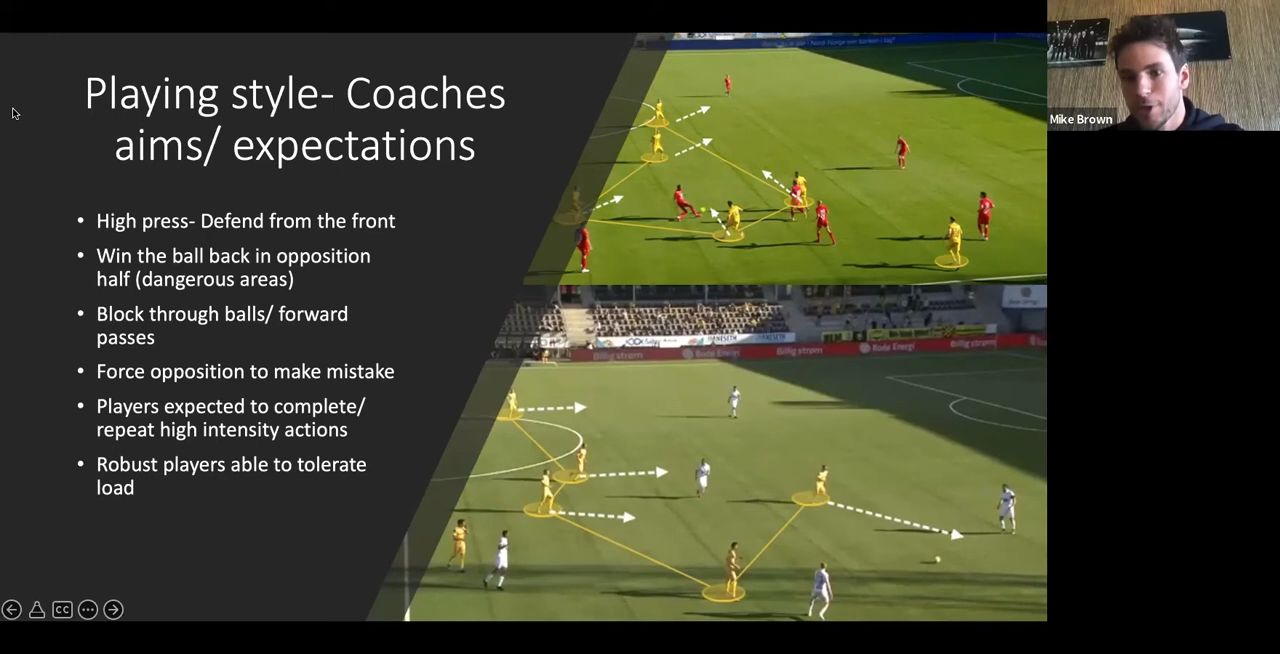 Playing style- Coaches
aims/ expectations
• High press- Defend from the front
• Win the ball back in opposition
half (dangerous areas)
• Block through balls/ forward
passes
• Force opposition to make mistake
• Players expected to complete/
repeat high intensity actions
• Robust players able to tolerate
load
CC
Mike Brown
Billig strøm
Billig strøm